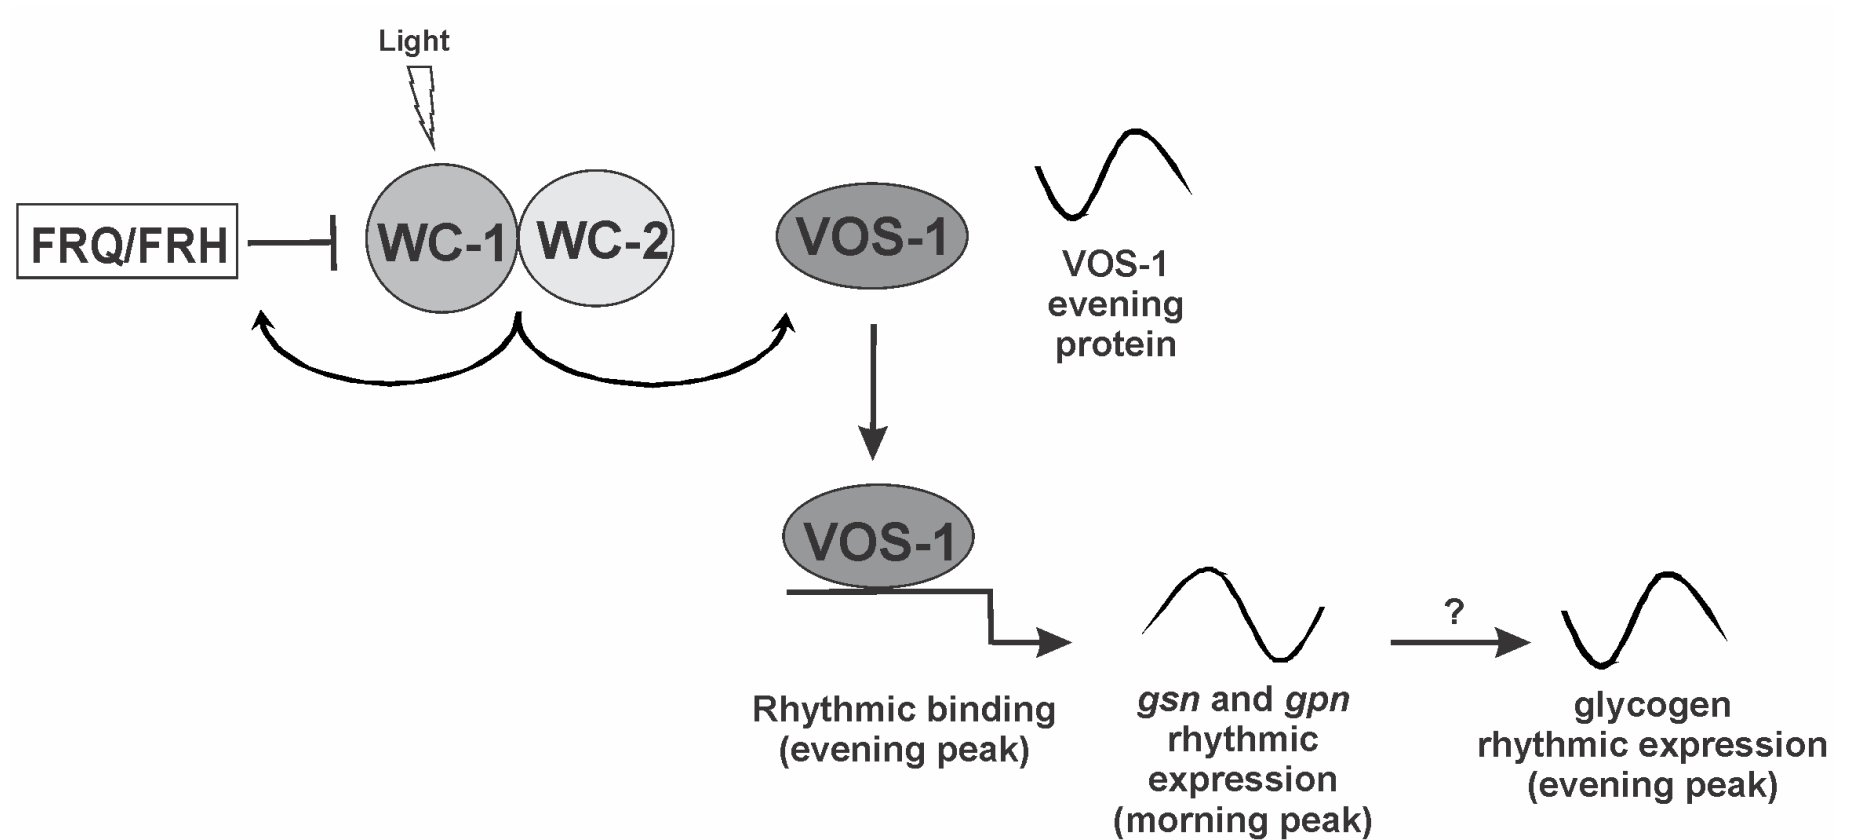 Light
FRQ/FRH
WC-1
WC-2
VOS-1
VOS-1
evening
protein
VOS-1
Rhythmic binding
(evening peak)
gsn and gpn
rhythmic
expression
(morning peak)
?
glycogen
rhythmic expression
(evening peak)